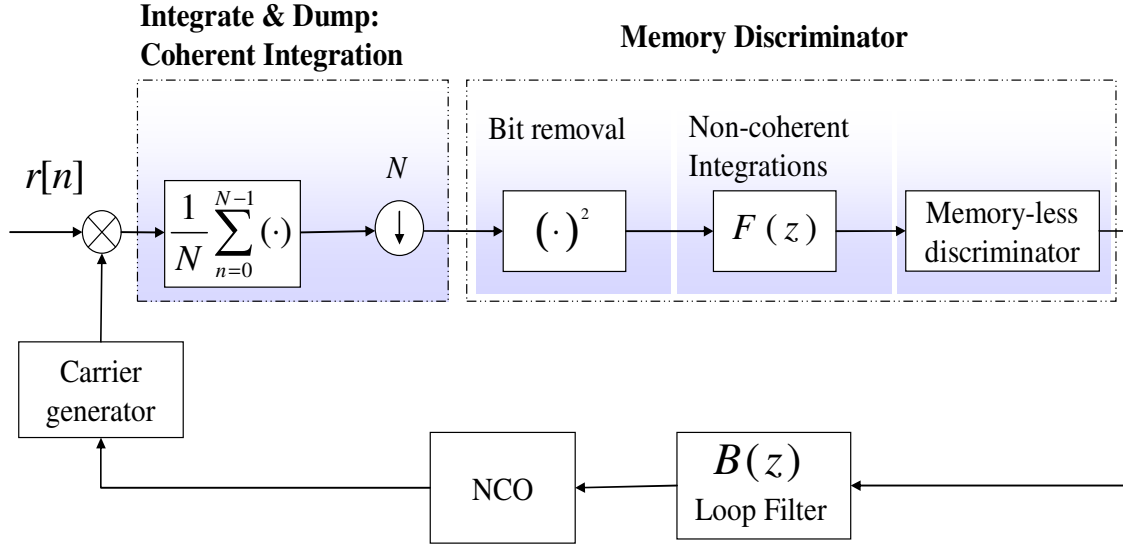 Integrate & Dump:
Coherent Integration
Memory Discriminator
Bit removal
Non-coherent
Integrations
r[n]
N
1/N ∑_{n=0}^{N-1} (·)
↓
(·)²
F(z)
Memory-less
discriminator
Carrier
generator
NCO
B(z)
Loop Filter